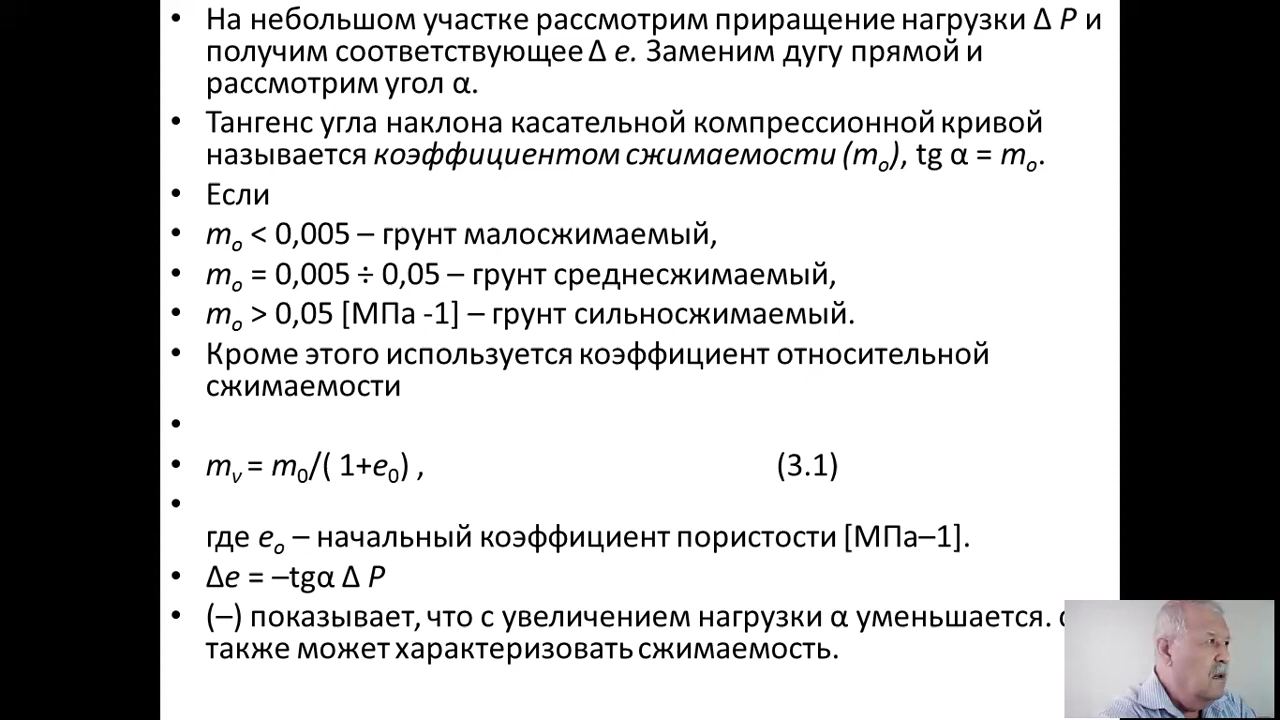 • На небольшом участке рассмотрим приращение нагрузки Δ P и
получим соответствующее Δ e. Заменим дугу прямой и
рассмотрим угол α.
• Тангенс угла наклона касательной компрессионной кривой
называется коэффициентом сжимаемости (mo), tg α = mo.
• Если
• mo < 0,005 – грунт малосжимаемый,
• mo = 0,005 ÷ 0,05 – грунт среднесжимаемый,
• mo > 0,05 [МПа -1] – грунт сильносжимаемый.
• Кроме этого используется коэффициент относительной
сжимаемости
•
• mv = m0/( 1+e0) , (3.1)
•
где eo – начальный коэффициент пористости [МПа–1].
• Δe = –tgα Δ P
• (–) показывает, что с увеличением нагрузки α уменьшается.
также может характеризовать сжимаемость.